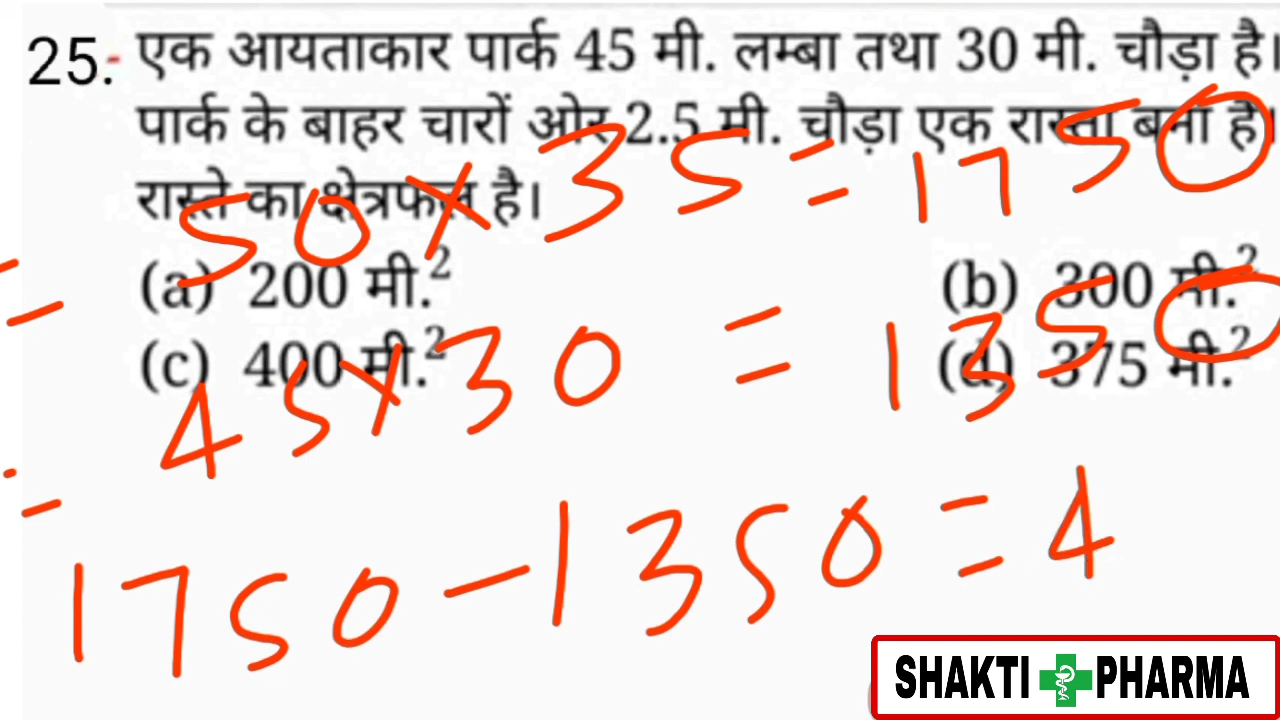 25. एक आयताकार पार्क 45 मी. लम्बा तथा 30 मी. चौड़ा है।
पार्क के बाहर चारों ओर 2.5 मी. चौड़ा एक रास्ता बना है।
रास्ते का क्षेत्रफल है।
50 × 35 = 1750
(a) 200 मी.² (b) 300 मी.²
(c) 400 मी.² (d) 375 मी.²
= 45 × 30 = 1350
= 1750 - 1350 = 4
SHAKTI PHARMA